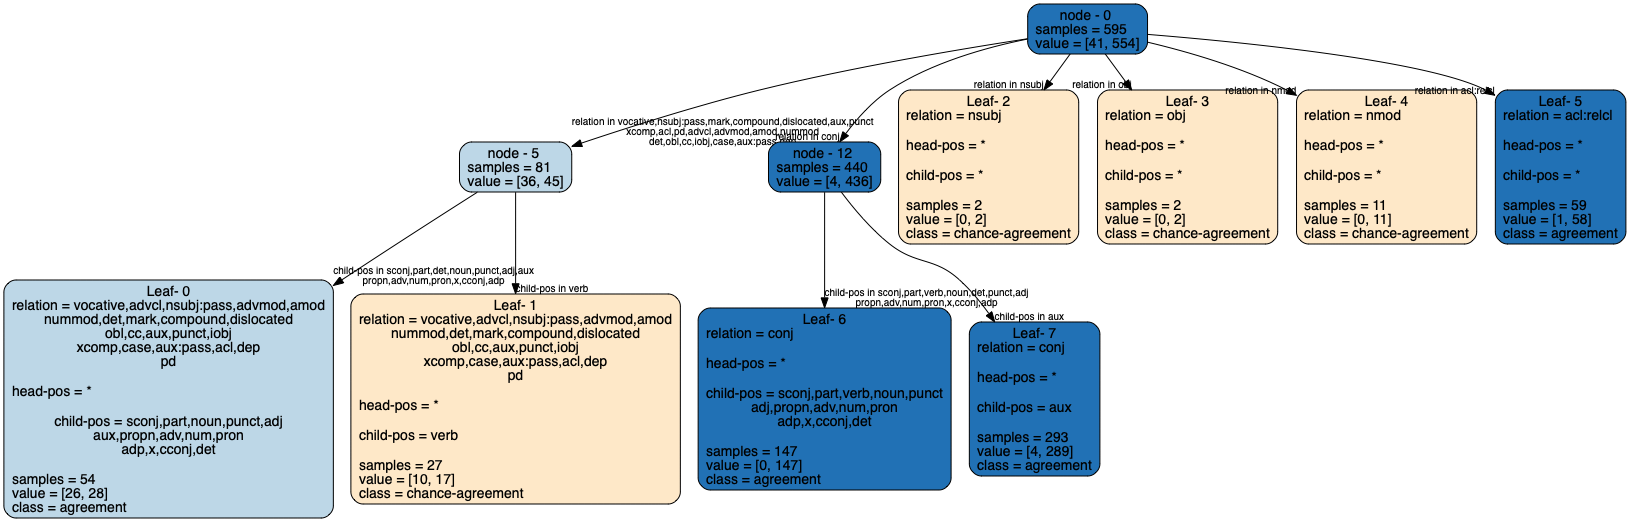 node - 0
samples = 595
value = [41, 554]
relation in nsubj
relation in obj
relation in nmod
relation in acl:relcl
Leaf- 2
relation = nsubj
head-pos = *
child-pos = *
samples = 2
value = [0, 2]
class = chance-agreement
Leaf- 3
relation = obj
head-pos = *
child-pos = *
samples = 2
value = [0, 2]
class = chance-agreement
Leaf- 4
relation = nmod
head-pos = *
child-pos = *
samples = 11
value = [0, 11]
class = chance-agreement
Leaf- 5
relation = acl:relcl
head-pos = *
child-pos = *
samples = 59
value = [1, 58]
class = agreement
relation in vocative,nsubj:pass,mark,compound,dislocated,aux,punct
xcomp,acl,pd,advcl,advmod,amod,nummod
det,obl,cc,iobj,case,aux:pass,dep
relation in conj
node - 5
samples = 81
value = [36, 45]
node - 12
samples = 440
value = [4, 436]
child-pos in sconj,part,det,noun,punct,adj,aux
propn,adv,num,pron,x,cconj,adp
child-pos in verb
child-pos in sconj,part,verb,noun,det,punct,adj
propn,adv,num,pron,x,cconj,adp
child-pos in aux
Leaf- 0
relation = vocative,advcl,nsubj:pass,advmod,amod
nummod,det,mark,compound,dislocated
obl,cc,aux,punct,iobj
xcomp,case,aux:pass,acl,dep
pd
head-pos = *
child-pos = sconj,part,noun,punct,adj
aux,propn,adv,num,pron
adp,x,cconj,det
samples = 54
value = [26, 28]
class = agreement
Leaf- 1
relation = vocative,advcl,nsubj:pass,advmod,amod
nummod,det,mark,compound,dislocated
obl,cc,aux,punct,iobj
xcomp,case,aux:pass,acl,dep
pd
head-pos = *
child-pos = verb
samples = 27
value = [10, 17]
class = chance-agreement
Leaf- 6
relation = conj
head-pos = *
child-pos = sconj,part,verb,noun,punct
adj,propn,adv,num,pron
adp,x,cconj,det
samples = 147
value = [0, 147]
class = agreement
Leaf- 7
relation = conj
head-pos = *
child-pos = aux
samples = 293
value = [4, 289]
class = agreement